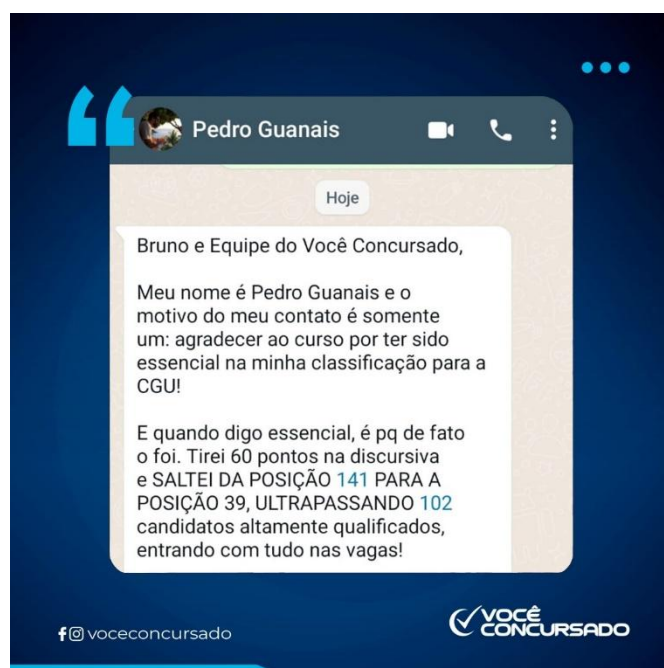 Pedro Guanais
Hoje
Bruno e Equipe do Você Concursado,
Meu nome é Pedro Guanais e o
motivo do meu contato é somente
um: agradecer ao curso por ter sido
essencial na minha classificação para a
CGU!
E quando digo essencial, é pq de fato
o foi. Tirei 60 pontos na discursiva
e SALTEI DA POSIÇÃO 141 PARA A
POSIÇÃO 39, ULTRAPASSANDO 102
candidatos altamente qualificados,
entrando com tudo nas vagas!
voceconcursado
VOCÊ
CONCURSADO